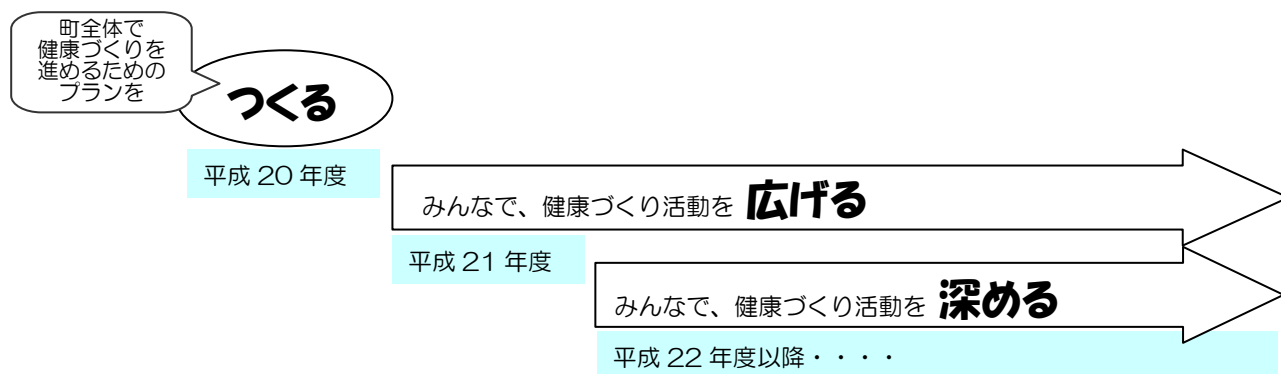 町全体で
健康づくりを
進めるための
プランを
つくる
平成 20 年度
みんなで、健康づくり活動を 広げる
平成 21 年度
みんなで、健康づくり活動を 深める
平成 22 年度以降・・・・